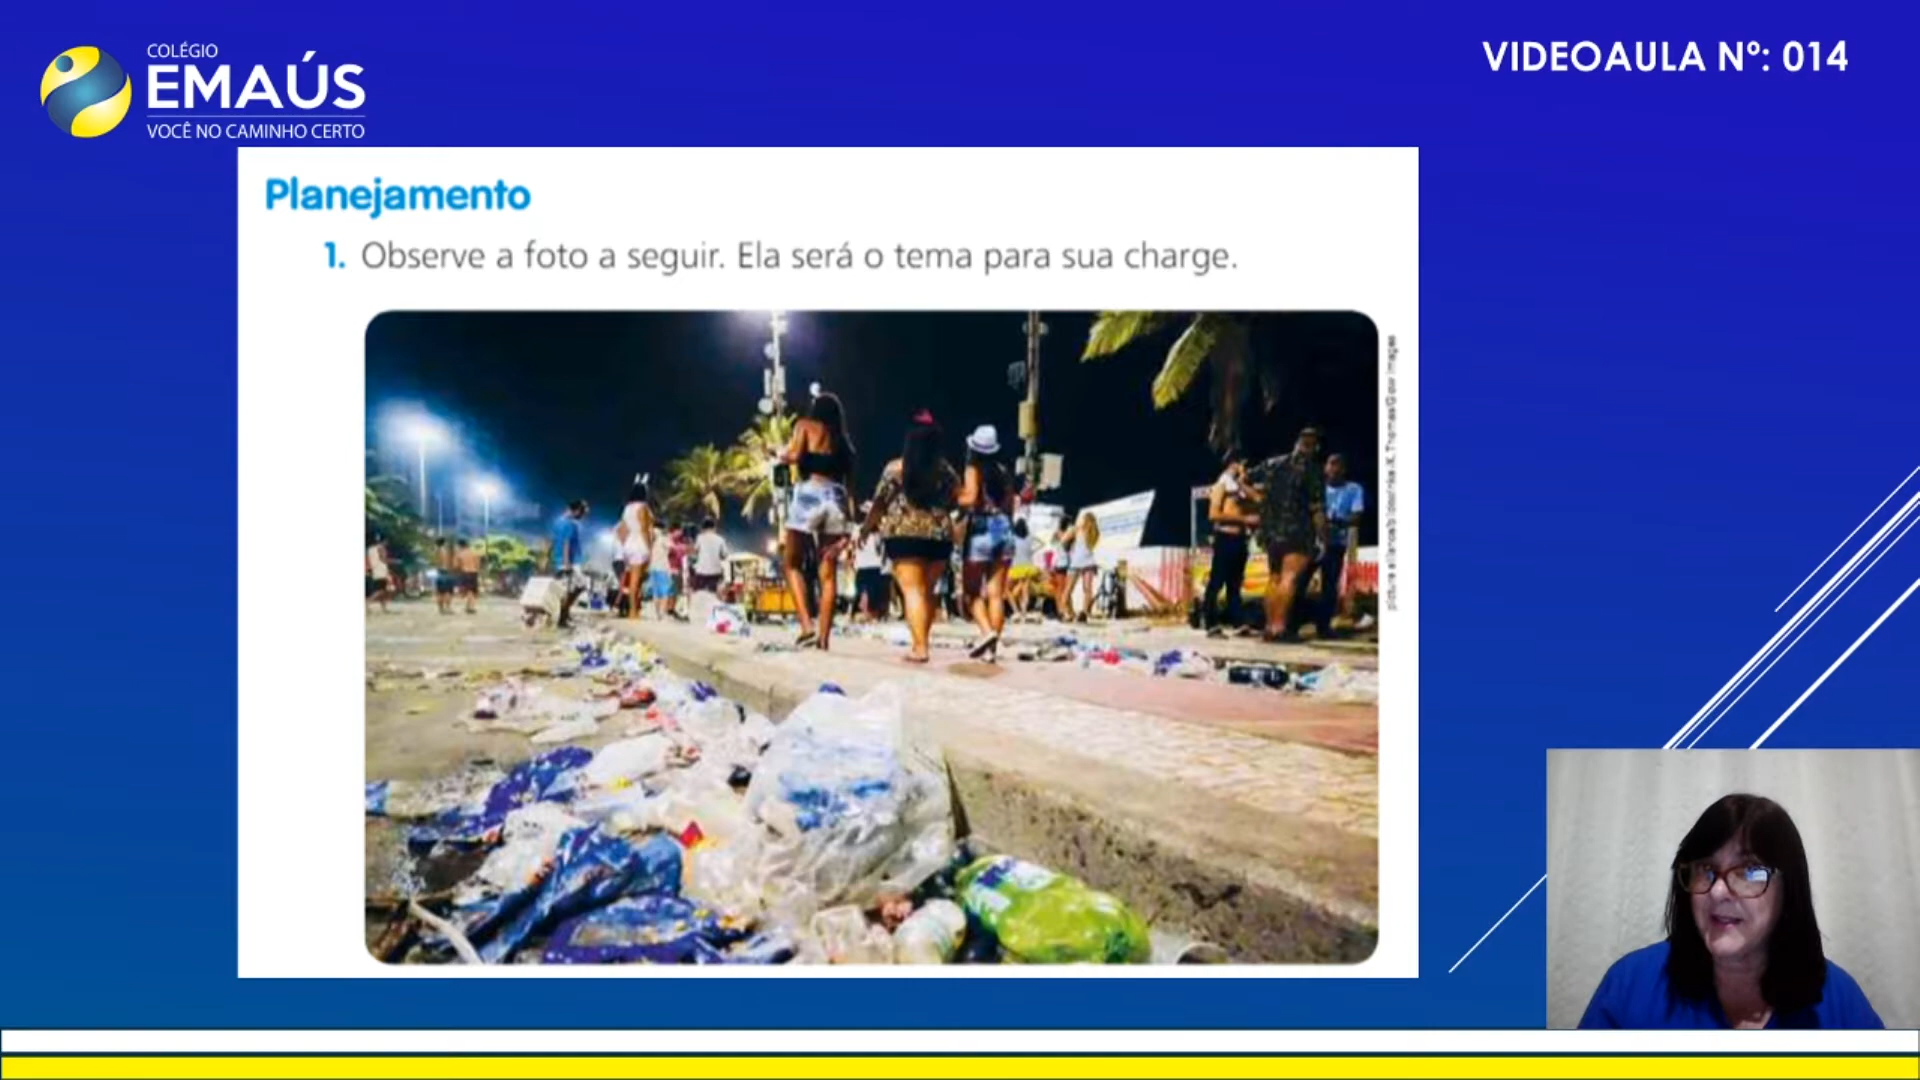 COLÉGIO
EMAÚS
VOCÊ NO CAMINHO CERTO
VIDEOAULA Nº: 014
Planejamento
1. Observe a foto a seguir. Ela será o tema para sua charge.